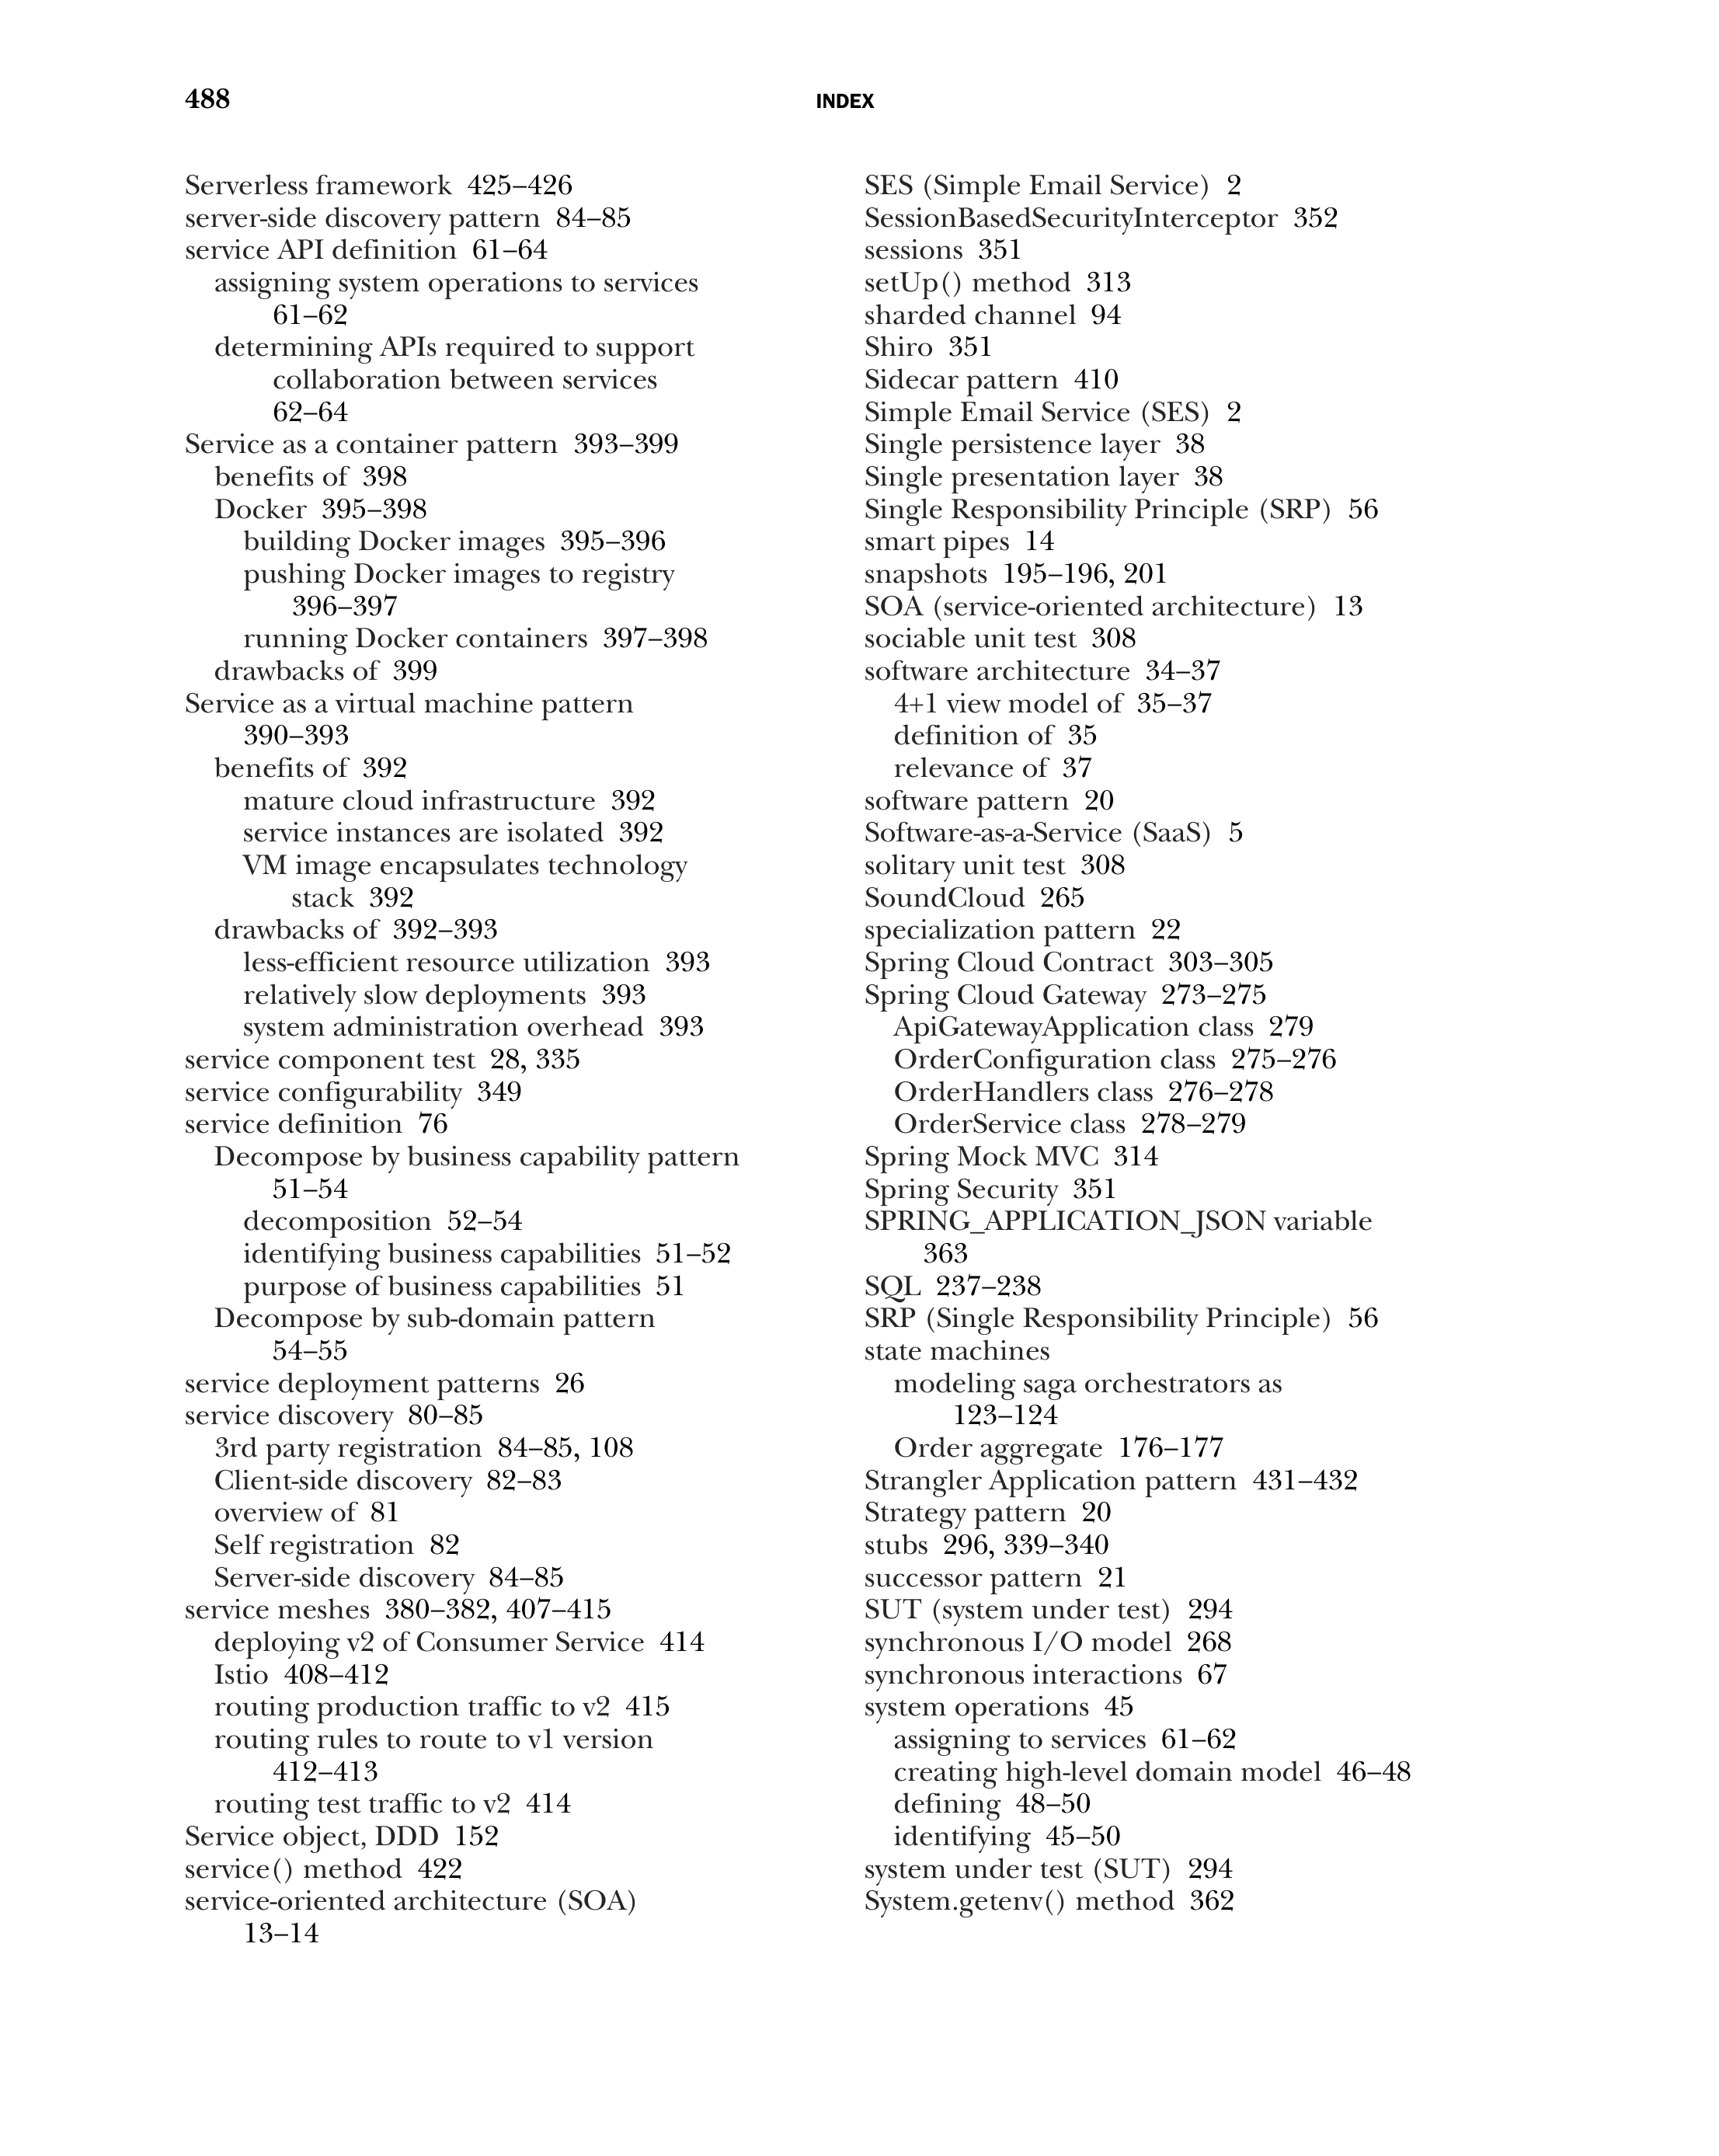 488
INDEX
Serverless framework 425–426
server-side discovery pattern 84–85
service API definition 61–64
assigning system operations to services
61–62
determining APIs required to support
collaboration between services
62–64
Service as a container pattern 393–399
benefits of 398
Docker 395–398
building Docker images 395–396
pushing Docker images to registry
396–397
running Docker containers 397–398
drawbacks of 399
Service as a virtual machine pattern
390–393
benefits of 392
mature cloud infrastructure 392
service instances are isolated 392
VM image encapsulates technology
stack 392
drawbacks of 392–393
less-efficient resource utilization 393
relatively slow deployments 393
system administration overhead 393
service component test 28, 335
service configurability 349
service definition 76
Decompose by business capability pattern
51–54
decomposition 52–54
identifying business capabilities 51–52
purpose of business capabilities 51
Decompose by sub-domain pattern
54–55
service deployment patterns 26
service discovery 80–85
3rd party registration 84–85, 108
Client-side discovery 82–83
overview of 81
Self registration 82
Server-side discovery 84–85
service meshes 380–382, 407–415
deploying v2 of Consumer Service 414
Istio 408–412
routing production traffic to v2 415
routing rules to route to v1 version
412–413
routing test traffic to v2 414
Service object, DDD 152
service() method 422
service-oriented architecture (SOA)
13–14
SES (Simple Email Service) 2
SessionBasedSecurityInterceptor 352
sessions 351
setUp() method 313
sharded channel 94
Shiro 351
Sidecar pattern 410
Simple Email Service (SES) 2
Single persistence layer 38
Single presentation layer 38
Single Responsibility Principle (SRP) 56
smart pipes 14
snapshots 195–196, 201
SOA (service-oriented architecture) 13
sociable unit test 308
software architecture 34–37
4+1 view model of 35–37
definition of 35
relevance of 37
software pattern 20
Software-as-a-Service (SaaS) 5
solitary unit test 308
SoundCloud 265
specialization pattern 22
Spring Cloud Contract 303–305
Spring Cloud Gateway 273–275
ApiGatewayApplication class 279
OrderConfiguration class 275–276
OrderHandlers class 276–278
OrderService class 278–279
Spring Mock MVC 314
Spring Security 351
SPRING_APPLICATION_JSON variable
363
SQL 237–238
SRP (Single Responsibility Principle) 56
state machines
modeling saga orchestrators as
123–124
Order aggregate 176–177
Strangler Application pattern 431–432
Strategy pattern 20
stubs 296, 339–340
successor pattern 21
SUT (system under test) 294
synchronous I/O model 268
synchronous interactions 67
system operations 45
assigning to services 61–62
creating high-level domain model 46–48
defining 48–50
identifying 45–50
system under test (SUT) 294
System.getenv() method 362